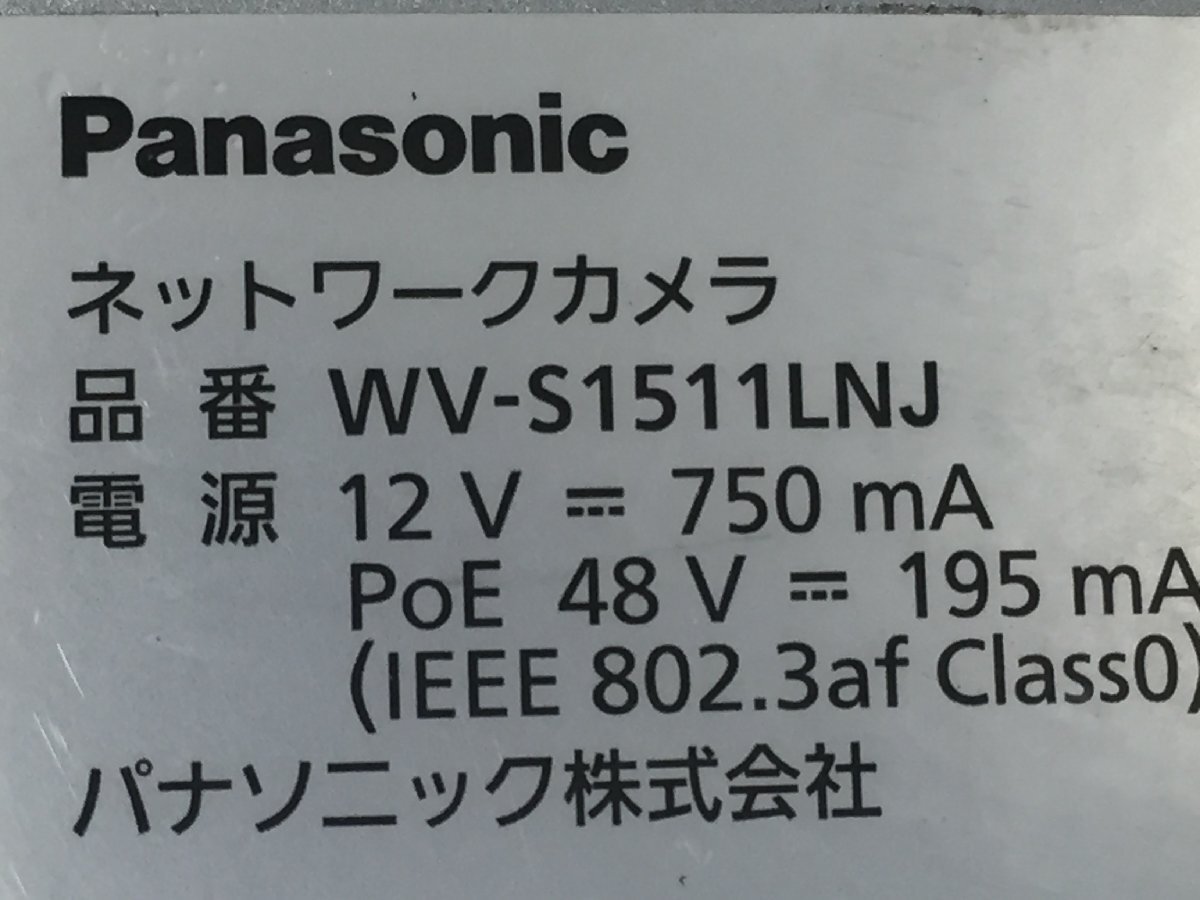 Panasonic
ネットワークカメラ
品 番 WV-S1511LNJ
電 源 12 V ⎓ 750 mA
PoE 48 V ⎓ 195 mA
(IEEE 802.3af Class0)
パナソニック株式会社